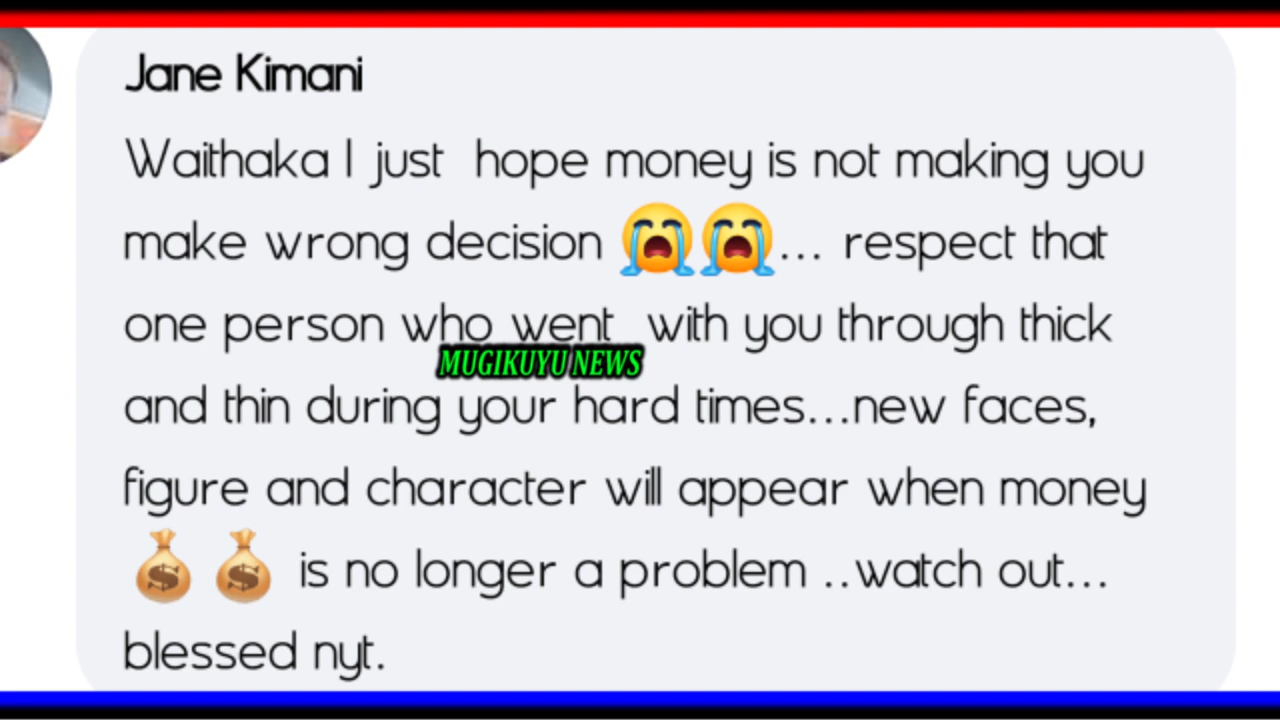 Jane Kimani
Waithaka I just hope money is not making you
make wrong decision 😭😭... respect that
one person who went with you through thick
MUGIKUYU NEWS
and thin during your hard times...new faces,
figure and character will appear when money
💰💰 is no longer a problem ..watch out...
blessed nyt.